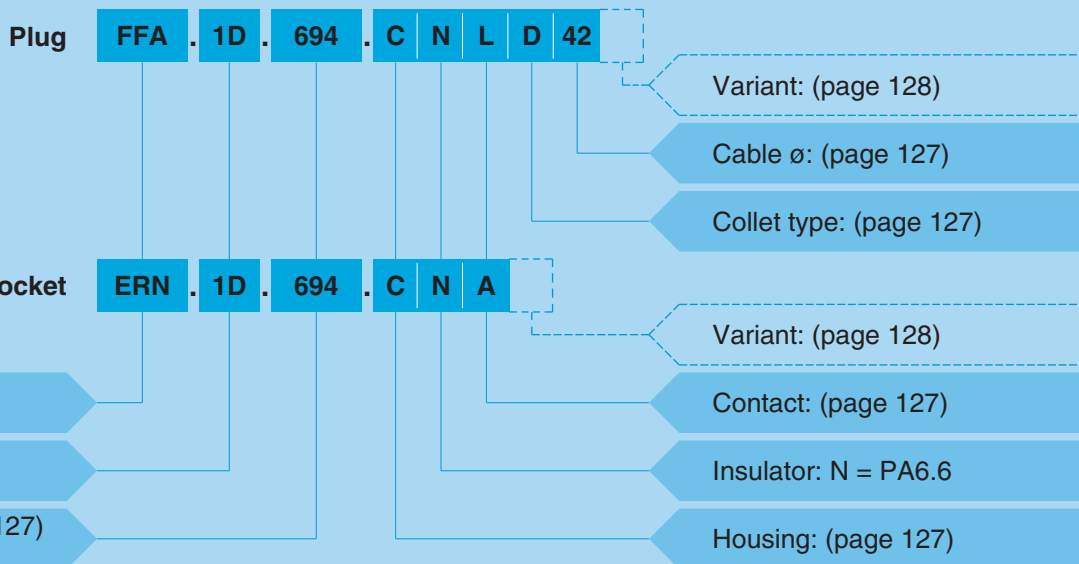 Plug FFA . 1D . 694 . C N L D 42
Variant: (page 128)
Cable ø: (page 127)
Collet type: (page 127)
ocket ERN . 1D . 694 . C N A
Variant: (page 128)
Contact: (page 127)
Insulator: N = PA6.6
127)
Housing: (page 127)